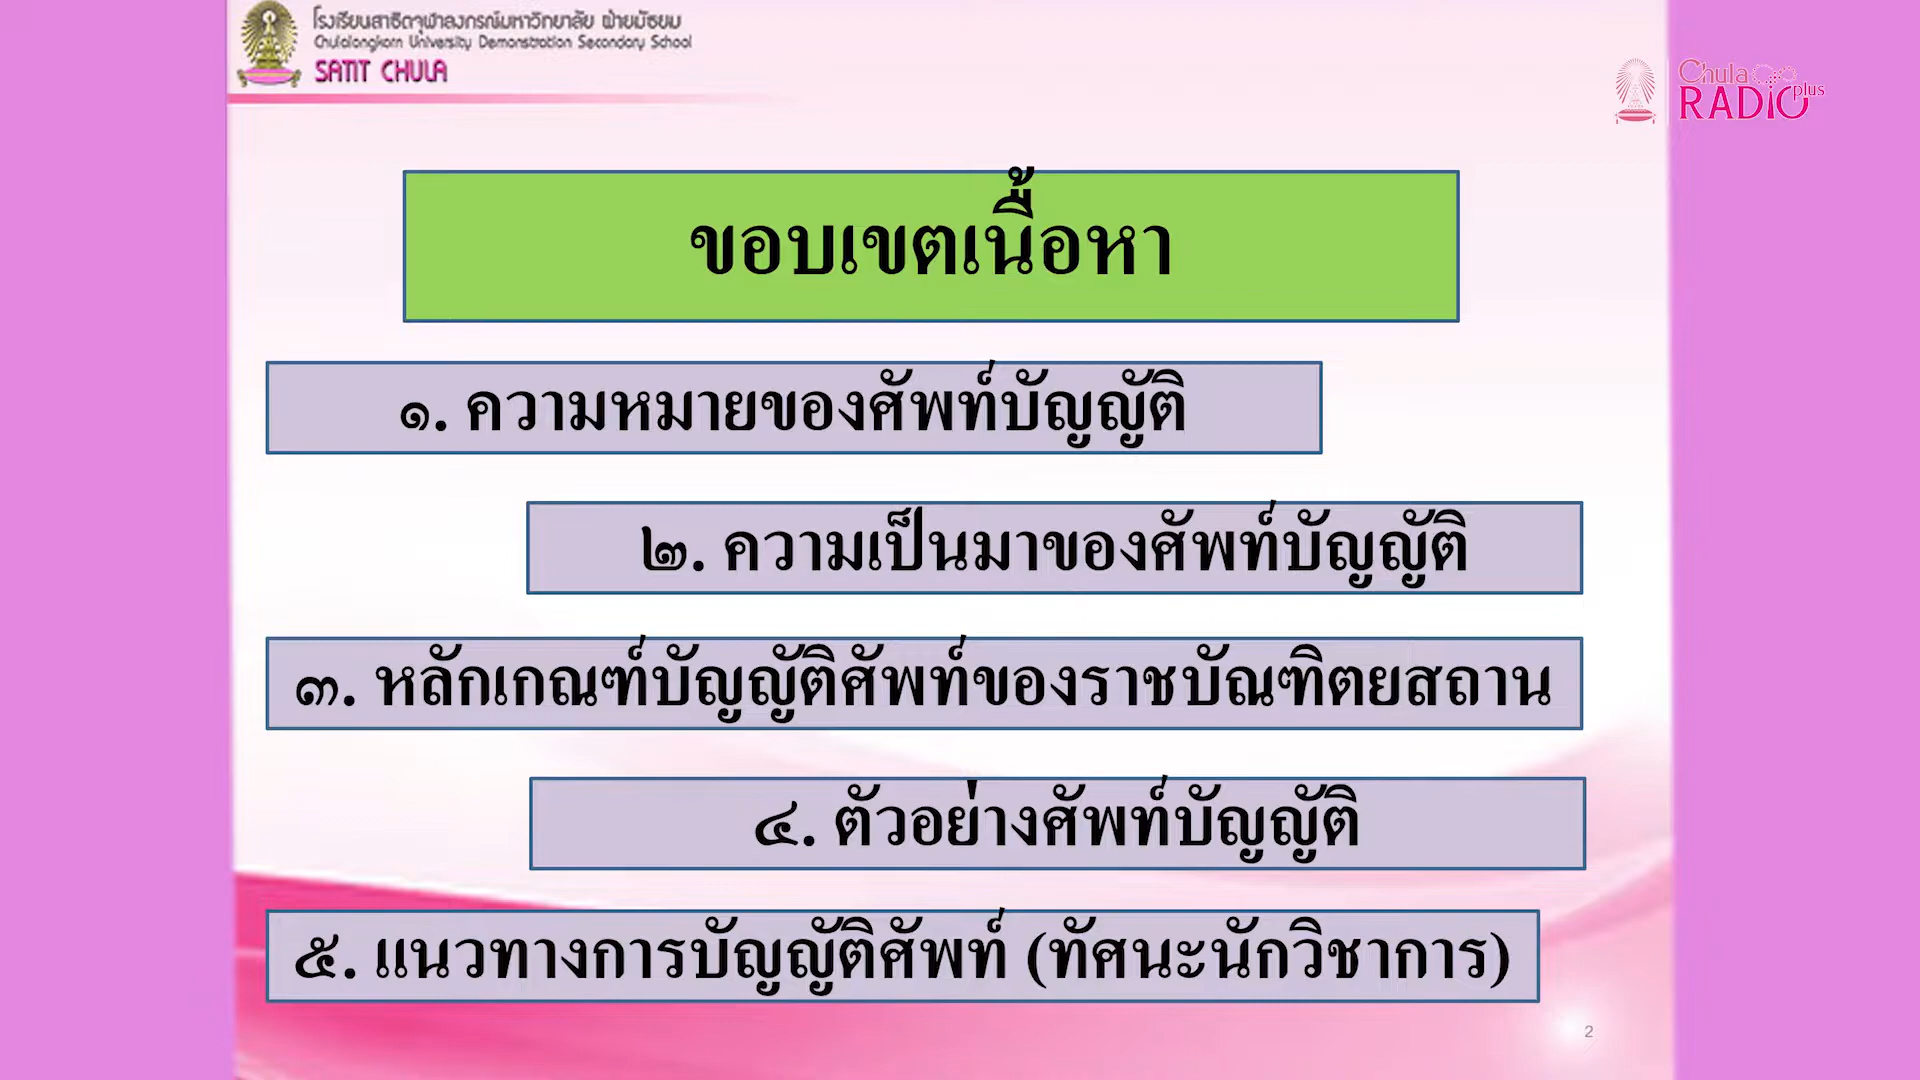 โรงเรียนสาธิตจุฬาลงกรณ์มหาวิทยาลัย ฝ่ายมัธยม
Chulalongkorn University Demonstration Secondary School
SATIT CHULA
Chula
RADIO plus
ขอบเขตเนื้อหา
๑. ความหมายของศัพท์บัญญัติ
๒. ความเป็นมาของศัพท์บัญญัติ
๓. หลักเกณฑ์บัญญัติศัพท์ของราชบัณฑิตยสถาน
๔. ตัวอย่างศัพท์บัญญัติ
๕. แนวทางการบัญญัติศัพท์ (ทัศนะนักวิชาการ)
2